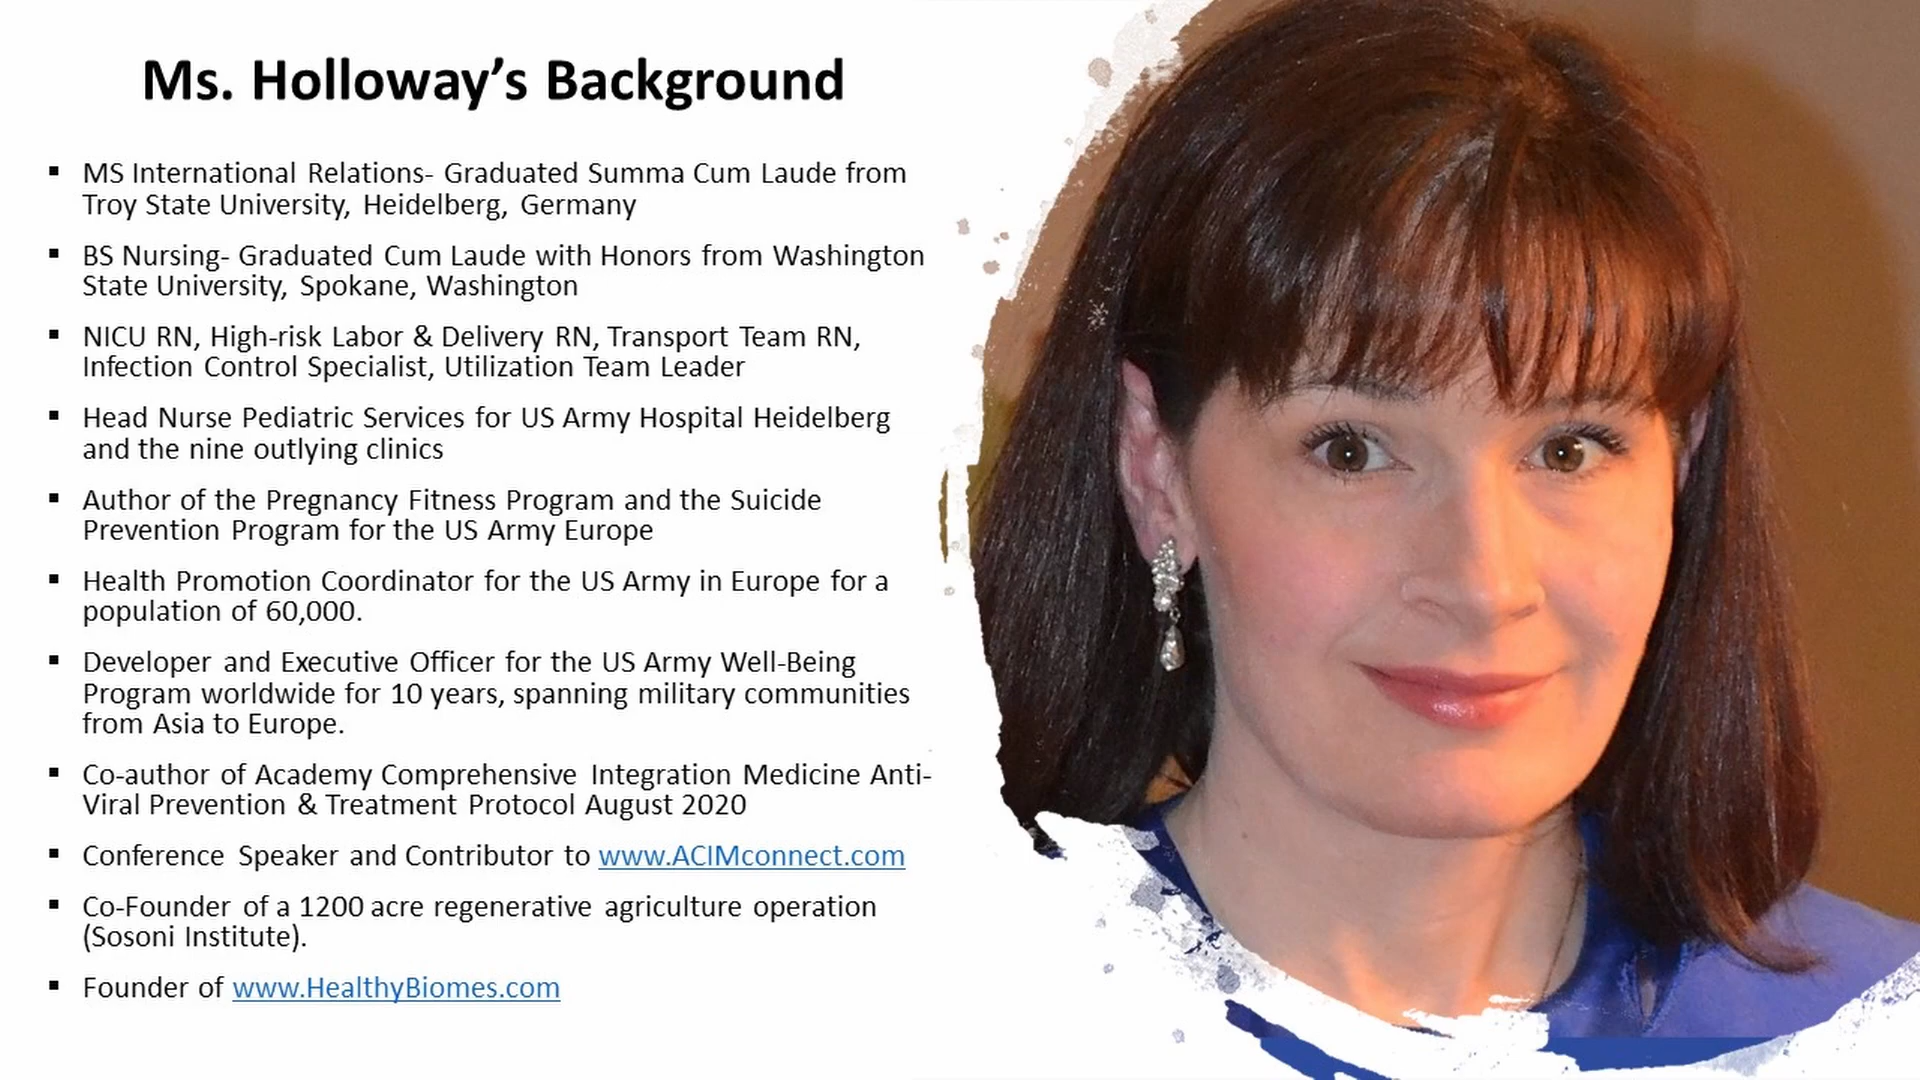 Ms. Holloway’s Background
▪ MS International Relations- Graduated Summa Cum Laude from
Troy State University, Heidelberg, Germany
▪ BS Nursing- Graduated Cum Laude with Honors from Washington
State University, Spokane, Washington
▪ NICU RN, High-risk Labor & Delivery RN, Transport Team RN,
Infection Control Specialist, Utilization Team Leader
▪ Head Nurse Pediatric Services for US Army Hospital Heidelberg
and the nine outlying clinics
▪ Author of the Pregnancy Fitness Program and the Suicide
Prevention Program for the US Army Europe
▪ Health Promotion Coordinator for the US Army in Europe for a
population of 60,000.
▪ Developer and Executive Officer for the US Army Well-Being
Program worldwide for 10 years, spanning military communities
from Asia to Europe.
▪ Co-author of Academy Comprehensive Integration Medicine Anti-
Viral Prevention & Treatment Protocol August 2020
▪ Conference Speaker and Contributor to www.ACIMconnect.com
▪ Co-Founder of a 1200 acre regenerative agriculture operation
(Sosoni Institute).
▪ Founder of www.HealthyBiomes.com